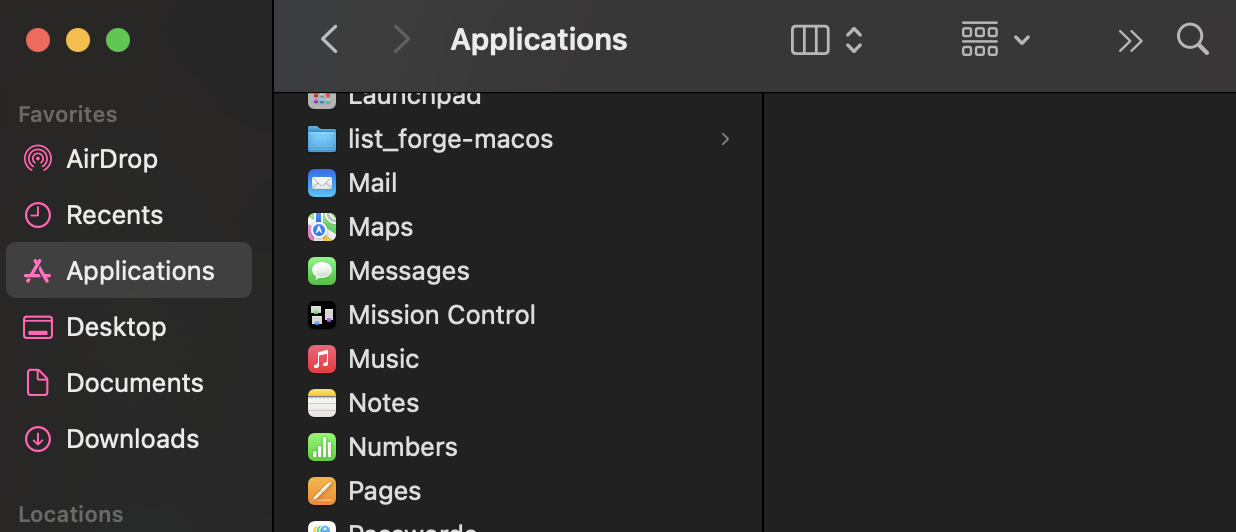 Applications
Favorites
AirDrop
Recents
Applications
Desktop
Documents
Downloads
Locations
Launchpad
list_forge-macos
Mail
Maps
Messages
Mission Control
Music
Notes
Numbers
Pages
Passwords